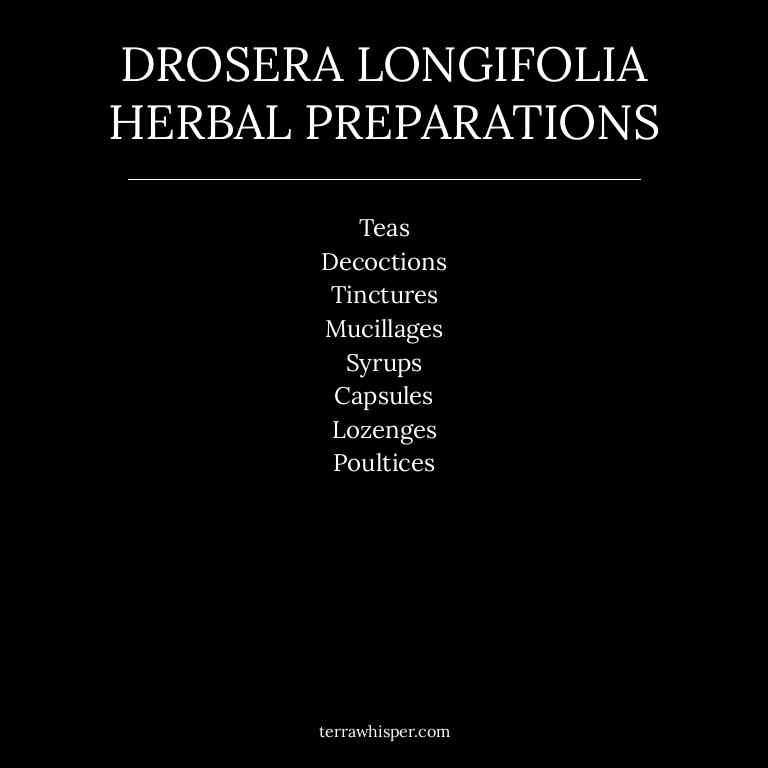 DROSERA LONGIFOLIA
HERBAL PREPARATIONS
Teas
Decoctions
Tinctures
Mucillages
Syrups
Capsules
Lozenges
Poultices
terrawhisper.com